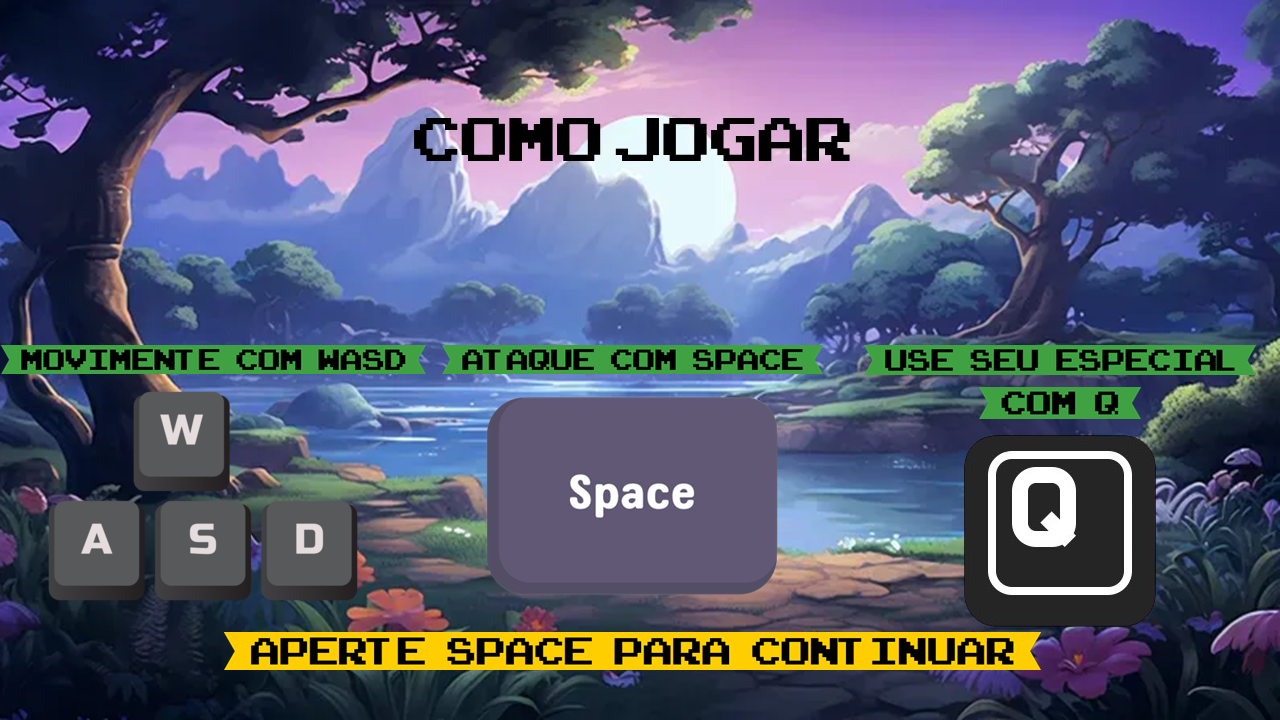 COMO JOGAR
MOVIMENTE COM WASD
ATAQUE COM SPACE
USE SEU ESPECIAL
COM Q
W
A S D
Space
Q
APERTE SPACE PARA CONTINUAR